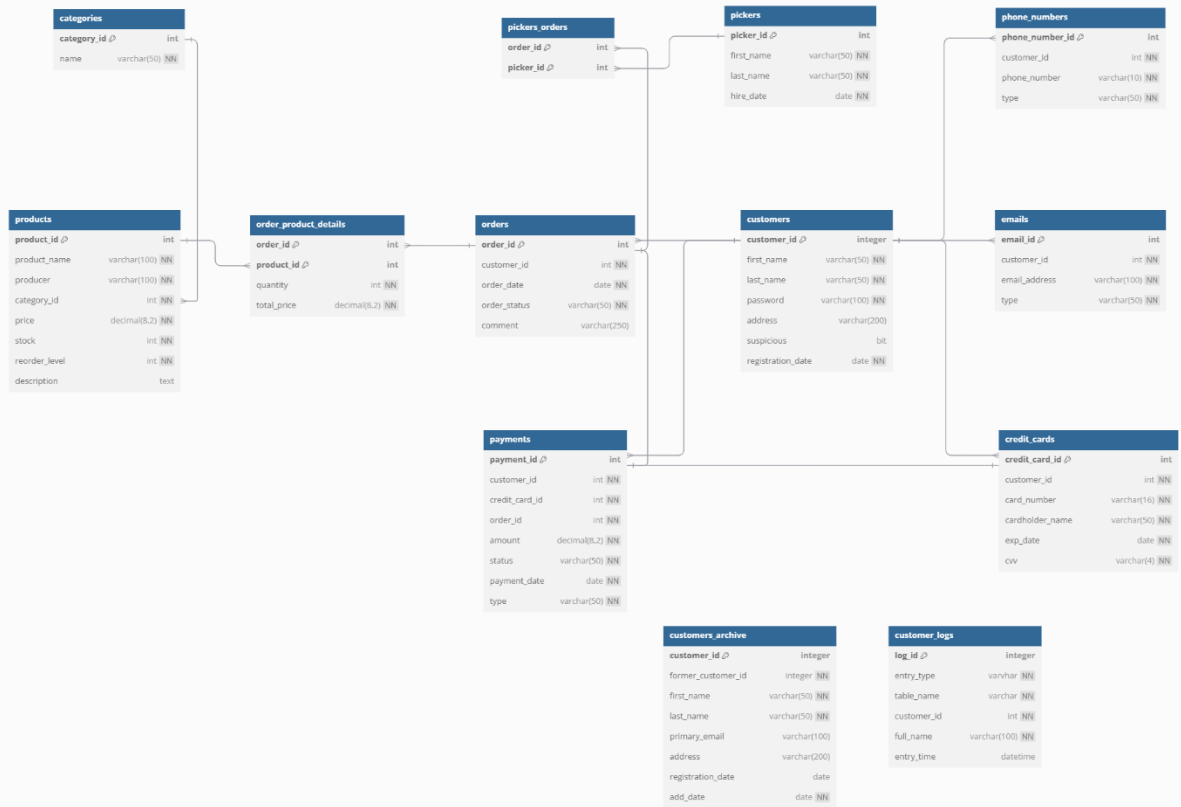 categories
category_id int
name varchar(50) NN
pickers_orders
order_id int
picker_id int
pickers
picker_id int
first_name varchar(50) NN
last_name varchar(50) NN
hire_date date NN
phone_numbers
phone_number_id int
customer_id int NN
phone_number varchar(10) NN
type varchar(50) NN
products
product_id int
product_name varchar(100) NN
producer varchar(100) NN
category_id int NN
price decimal(8,2) NN
stock int NN
reorder_level int NN
description text
order_product_details
order_id int
product_id int
quantity int NN
total_price decimal(8,2) NN
orders
order_id int
customer_id int NN
order_date date NN
order_status varchar(50) NN
comment varchar(250)
customers
customer_id integer
first_name varchar(50) NN
last_name varchar(50) NN
password varchar(100) NN
address varchar(200)
suspicious bit
registration_date date NN
emails
email_id int
customer_id int NN
email_address varchar(100) NN
type varchar(50) NN
payments
payment_id int
customer_id int NN
credit_card_id int NN
order_id int NN
amount decimal(8,2) NN
status varchar(50) NN
payment_date date NN
type varchar(50) NN
credit_cards
credit_card_id int
customer_id int NN
card_number varchar(16) NN
cardholder_name varchar(50) NN
exp_date date NN
cvv varchar(4) NN
customers_archive
customer_id integer
former_customer_id integer NN
first_name varchar(50) NN
last_name varchar(50) NN
primary_email varchar(100)
address varchar(200)
registration_date date
add_date date NN
customer_logs
log_id integer
entry_type varvhar NN
table_name varchar NN
customer_id int NN
full_name varchar(100) NN
entry_time datetime